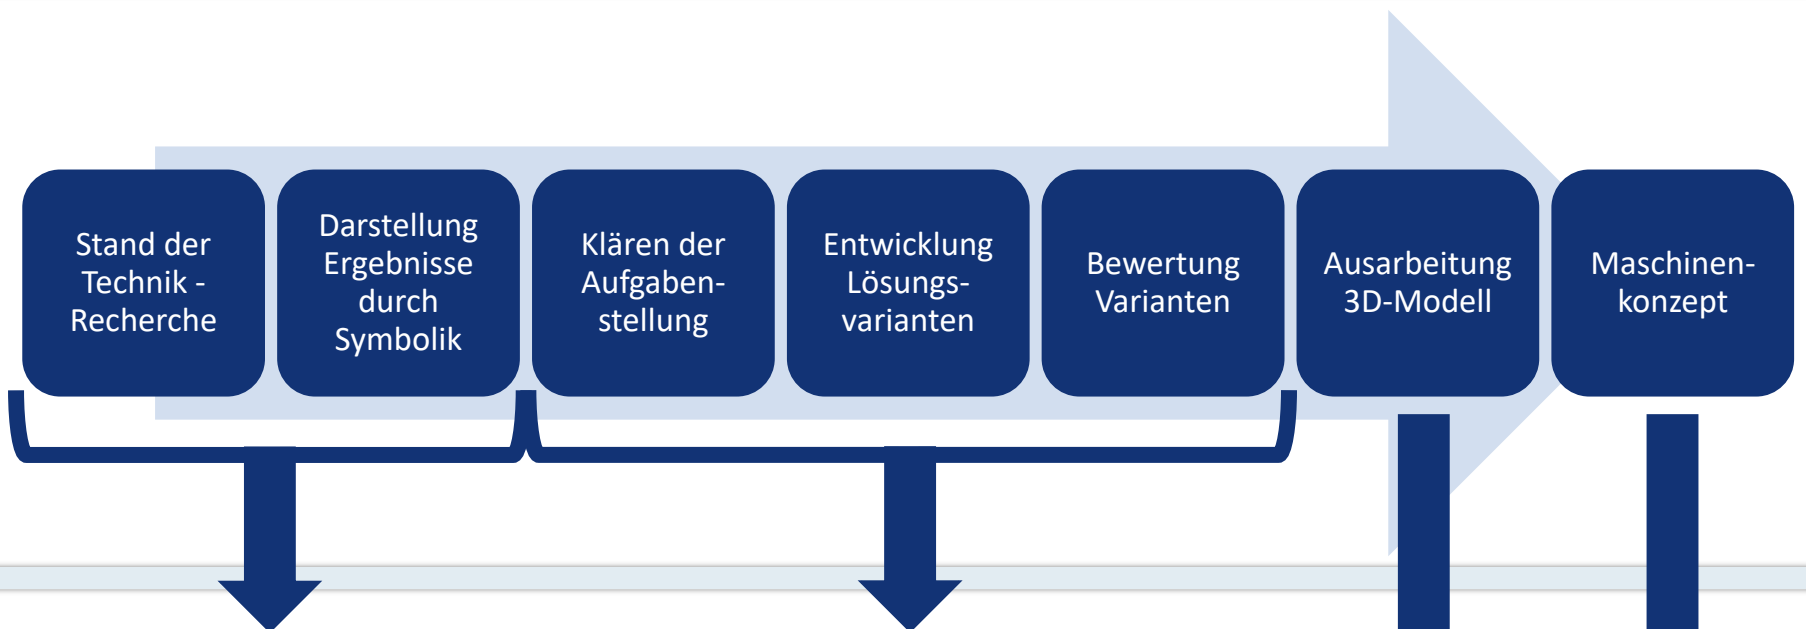 Stand der
Technik -
Recherche
Darstellung
Ergebnisse
durch
Symbolik
Klären der
Aufgaben-
stellung
Entwicklung
Lösungs-
varianten
Bewertung
Varianten
Ausarbeitung
3D-Modell
Maschinen-
konzept